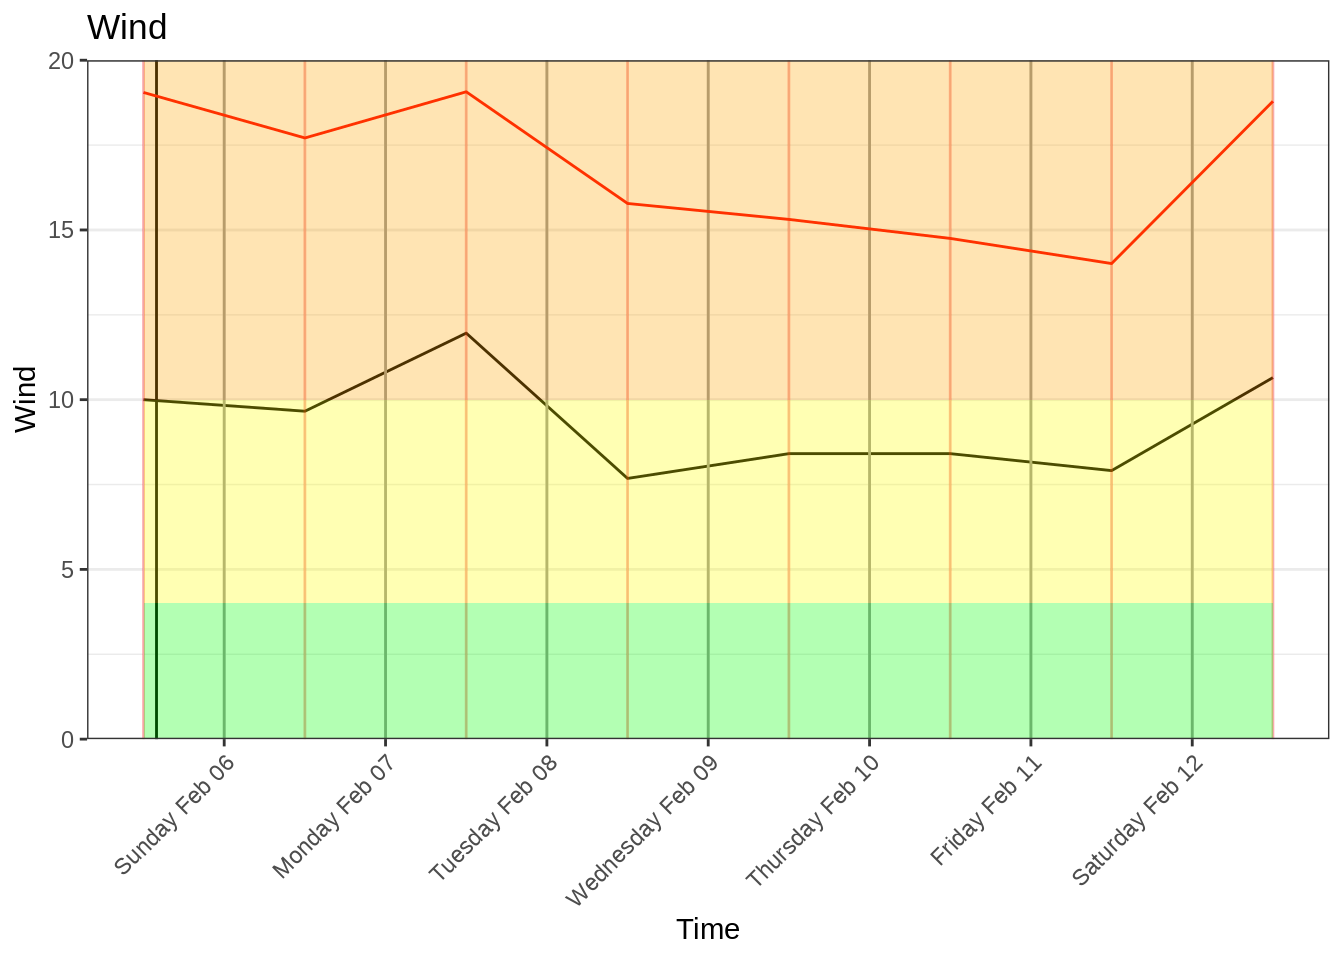 Wind
20
15
10
5
0
Wind
Sunday Feb 06
Monday Feb 07
Tuesday Feb 08
Wednesday Feb 09
Thursday Feb 10
Friday Feb 11
Saturday Feb 12
Time